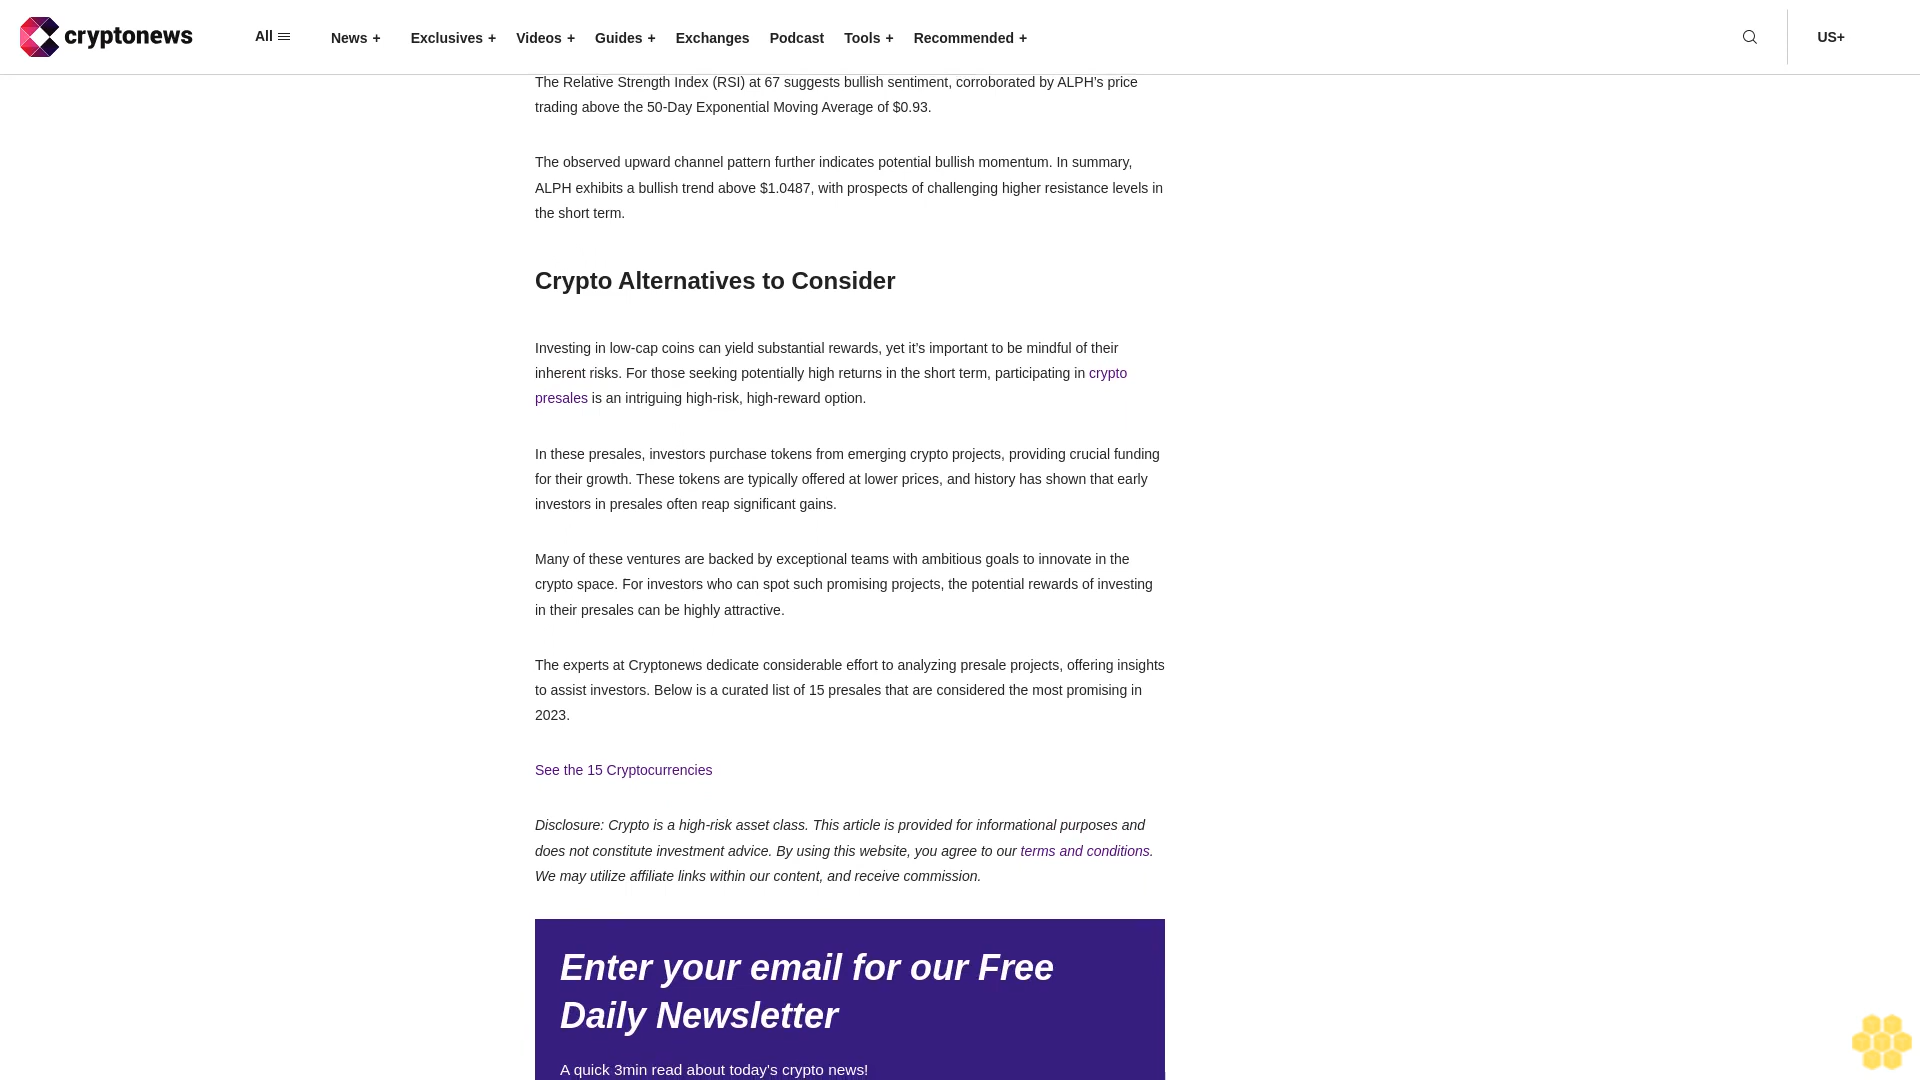 cryptonews
All
News +
Exclusives +
Videos +
Guides +
Exchanges
Podcast
Tools +
Recommended +
US+
The Relative Strength Index (RSI) at 67 suggests bullish sentiment, corroborated by ALPH’s price
trading above the 50-Day Exponential Moving Average of $0.93.
The observed upward channel pattern further indicates potential bullish momentum. In summary,
ALPH exhibits a bullish trend above $1.0487, with prospects of challenging higher resistance levels in
the short term.
Crypto Alternatives to Consider
Investing in low-cap coins can yield substantial rewards, yet it’s important to be mindful of their
inherent risks. For those seeking potentially high returns in the short term, participating in crypto
presales is an intriguing high-risk, high-reward option.
In these presales, investors purchase tokens from emerging crypto projects, providing crucial funding
for their growth. These tokens are typically offered at lower prices, and history has shown that early
investors in presales often reap significant gains.
Many of these ventures are backed by exceptional teams with ambitious goals to innovate in the
crypto space. For investors who can spot such promising projects, the potential rewards of investing
in their presales can be highly attractive.
The experts at Cryptonews dedicate considerable effort to analyzing presale projects, offering insights
to assist investors. Below is a curated list of 15 presales that are considered the most promising in
2023.
See the 15 Cryptocurrencies
Disclosure: Crypto is a high-risk asset class. This article is provided for informational purposes and
does not constitute investment advice. By using this website, you agree to our terms and conditions.
We may utilize affiliate links within our content, and receive commission.
Enter your email for our Free
Daily Newsletter
A quick 3min read about today's crypto news!